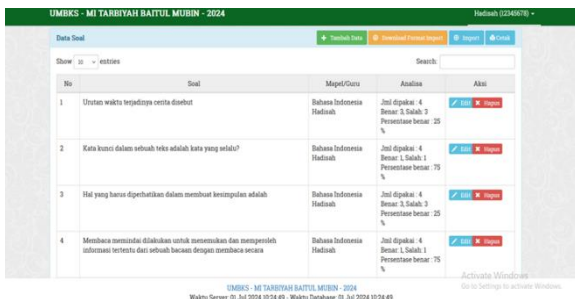 UMBKS - MI TARBIYAH BAITUL MUBIN - 2024
Hadisah (12345678)
Data Soal
+ Tambah Data
Download Format Import
Import
Cetak
Show 10 entries
Search:
No Soal Mapel/Guru Analisa Aksi
1 Urutan waktu terjadinya cerita disebut Bahasa Indonesia Jml dipakai : 4 Edit Hapus
Hadisah Benar: 3, Salah: 3
Persentase benar : 25
%
2 Kata kunci dalam sebuah teks adalah kata yang selalu? Bahasa Indonesia Jml dipakai : 4 Edit Hapus
Hadisah Benar: 1, Salah: 1
Persentase benar : 75
%
3 Hal yang harus diperhatikan dalam membuat kesimpulan adalah Bahasa Indonesia Jml dipakai : 4 Edit Hapus
Hadisah Benar: 3, Salah: 3
Persentase benar : 25
%
4 Membaca memindai dilakukan untuk menemukan dan memperoleh Bahasa Indonesia Jml dipakai : 4 Edit Hapus
informasi tertentu dari sebuah bacaan dengan membaca secara Hadisah Benar: 1, Salah: 1
Persentase benar : 75
%
Activate Windows
Go to Settings to activate Windows.
UMBKS - MI TARBIYAH BAITUL MUBIN - 2024
Waktu Server: 01 Jul 2024 10:24:49 - Waktu Database: 01 Jul 2024 10:24:49